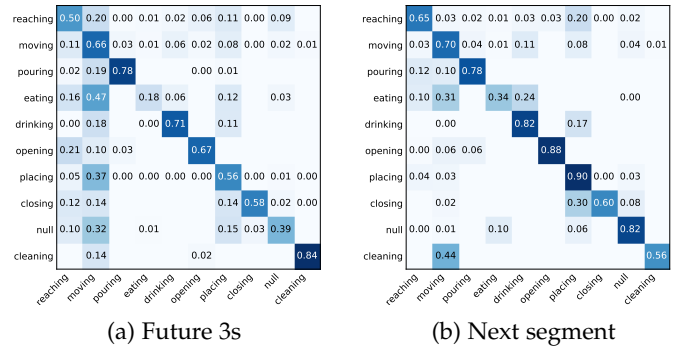 reaching 0.50 0.20 0.00 0.01 0.02 0.06 0.11 0.00 0.09
moving 0.11 0.66 0.03 0.01 0.06 0.02 0.08 0.00 0.02 0.01
pouring 0.02 0.19 0.78 0.00 0.01
eating 0.16 0.47 0.18 0.06 0.12 0.03
drinking 0.00 0.18 0.00 0.71 0.11
opening 0.21 0.10 0.03 0.67
placing 0.05 0.37 0.00 0.00 0.00 0.00 0.56 0.00 0.01 0.00
closing 0.12 0.14 0.14 0.58 0.02 0.00
null 0.10 0.32 0.01 0.15 0.03 0.39
cleaning 0.14 0.02 0.84
reaching moving pouring eating drinking opening placing closing null cleaning
(a) Future 3s
reaching 0.65 0.03 0.02 0.01 0.03 0.03 0.20 0.00 0.02
moving 0.03 0.70 0.04 0.01 0.11 0.08 0.04 0.01
pouring 0.12 0.10 0.78
eating 0.10 0.31 0.34 0.24 0.00
drinking 0.00 0.82 0.17
opening 0.00 0.06 0.06 0.88
placing 0.04 0.03 0.90 0.00 0.03
closing 0.02 0.30 0.60 0.08
null 0.00 0.01 0.10 0.06 0.82
cleaning 0.44 0.56
reaching moving pouring eating drinking opening placing closing null cleaning
(b) Next segment